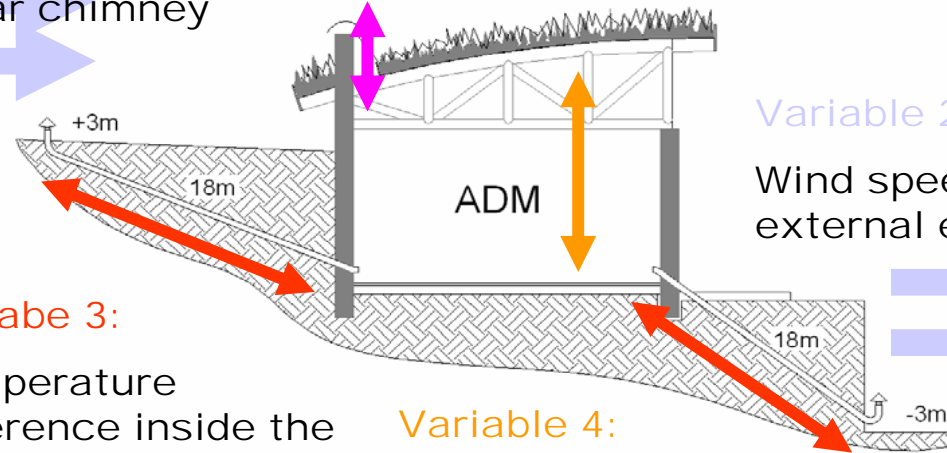 ar chimney
+3m
18m
ADM
Variable 2
Wind spee
external e
abe 3:
perature
erence inside the
Variable 4:
18m
-3m